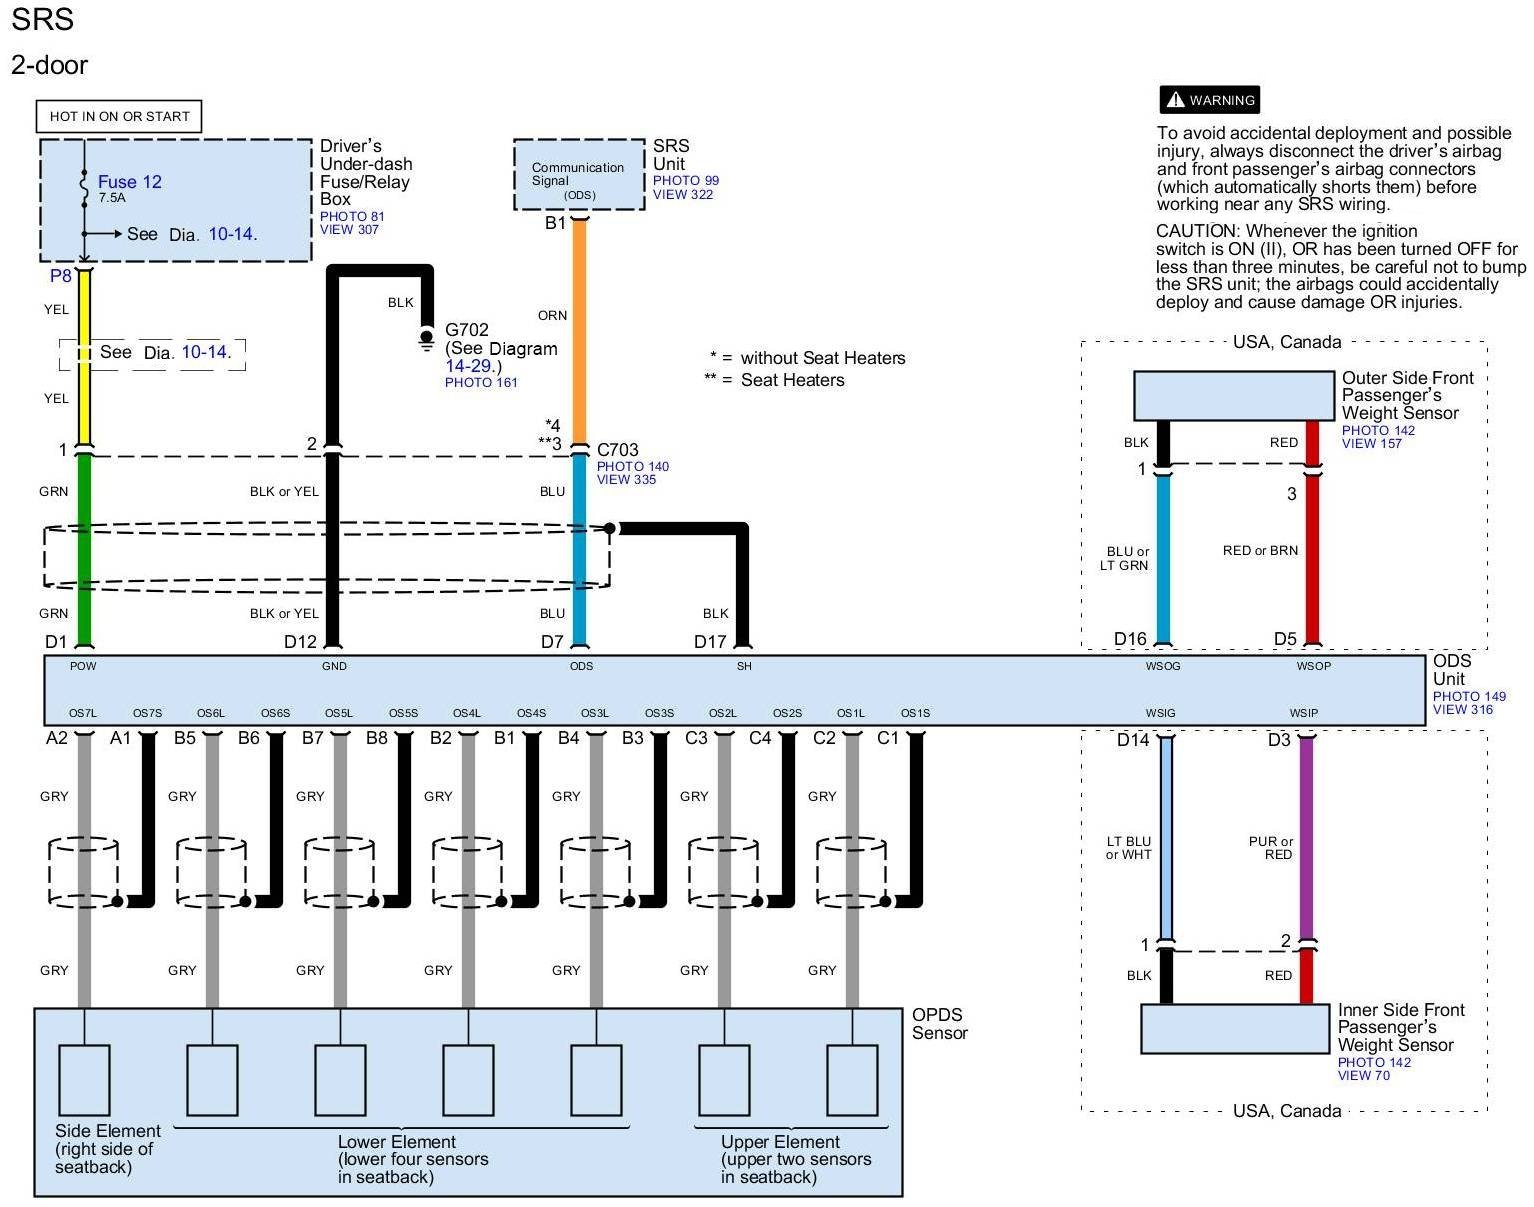 SRS
2-door
HOT IN ON OR START
Fuse 12
7.5A
See Dia. 10-14.
Driver's
Under-dash
Fuse/Relay
Box
PHOTO 81
VIEW 307
P8
YEL
See Dia. 10-14.
YEL
1
GRN
GRN
D1
POW
BLK
G702
(See Diagram
14-29.)
PHOTO 161
2
BLK or YEL
BLK or YEL
D12
GND
Communication
Signal
(ODS)
SRS
Unit
PHOTO 99
VIEW 322
B1
ORN
*4
**3
C703
PHOTO 140
VIEW 335
BLU
BLU
D7
ODS
BLK
D17
SH
* = without Seat Heaters
** = Seat Heaters
WARNING
To avoid accidental deployment and possible
injury, always disconnect the driver's airbag
and front passenger's airbag connectors
(which automatically shorts them) before
working near any SRS wiring.
CAUTION: Whenever the ignition
switch is ON (II), OR has been turned OFF for
less than three minutes, be careful not to bump
the SRS unit; the airbags could accidentally
deploy and cause damage OR injuries.
USA, Canada
Outer Side Front
Passenger's
Weight Sensor
PHOTO 142
VIEW 157
BLK
RED
1
3
BLU or
LT GRN
RED or BRN
D16
D5
WSOG
WSOP
ODS
Unit
PHOTO 149
VIEW 316
OS7L
OS7S
OS6L
OS6S
OS5L
OS5S
OS4L
OS4S
OS3L
OS3S
OS2L
OS2S
OS1L
OS1S
WSIG
WSIP
A2
A1
B5
B6
B7
B8
B2
B1
B4
B3
C3
C4
C2
C1
D14
D3
GRY
GRY
GRY
GRY
GRY
GRY
GRY
LT BLU
or WHT
PUR or
RED
GRY
GRY
GRY
GRY
GRY
GRY
GRY
1
2
BLK
RED
Inner Side Front
Passenger's
Weight Sensor
PHOTO 142
VIEW 70
USA, Canada
OPDS
Sensor
Side Element
(right side of
seatback)
Lower Element
(lower four sensors
in seatback)
Upper Element
(upper two sensors
in seatback)